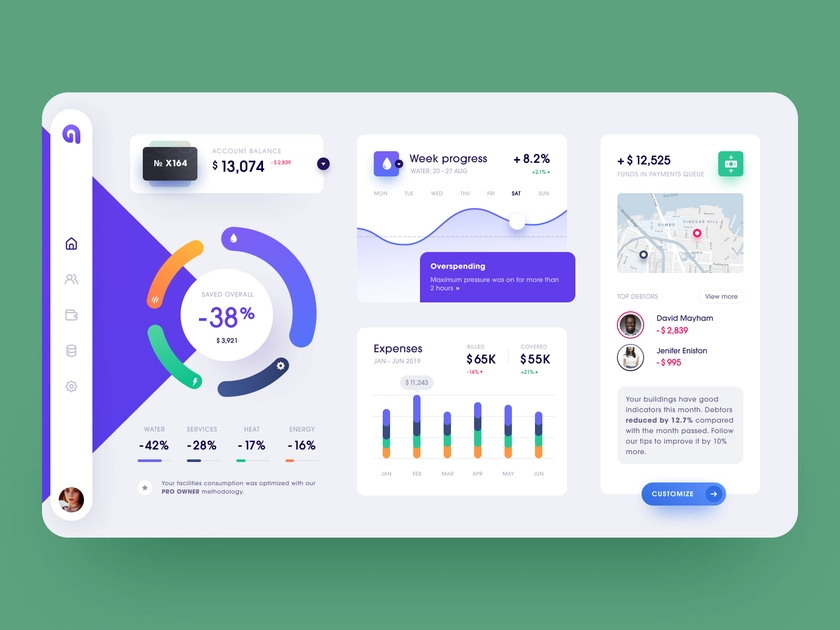 № X164
ACCOUNT BALANCE
$ 13,074 -$ 2,839
SAVED OVERALL
-38%
$ 3,921
WATER SERVICES HEAT ENERGY
-42% -28% -17% -16%
Your facilities consumption was optimized with our
PRO OWNER methodology.
Week progress
WATER, 20 – 27 AUG
+ 8.2%
+2.1%
MON TUE WED THU FRI SAT SUN
Overspending
Maximum pressure was on for more than
2 hours »
Expenses
JAN – JUN 2019
BILLED COVERED
$ 65K $ 55K
-14% +21%
$ 11,243
JAN FEB MAR APR MAY JUN
+ $ 12,525
FUNDS IN PAYMENTS QUEUE
DUMBO
VINEGAR HILL
TOP DEBTORS View more
David Mayham
- $ 2,839
Jenifer Eniston
- $ 995
Your buildings have good
indicators this month. Debtors
reduced by 12.7% compared
with the month passed. Follow
our tips to improve it by 10%
more.
CUSTOMIZE